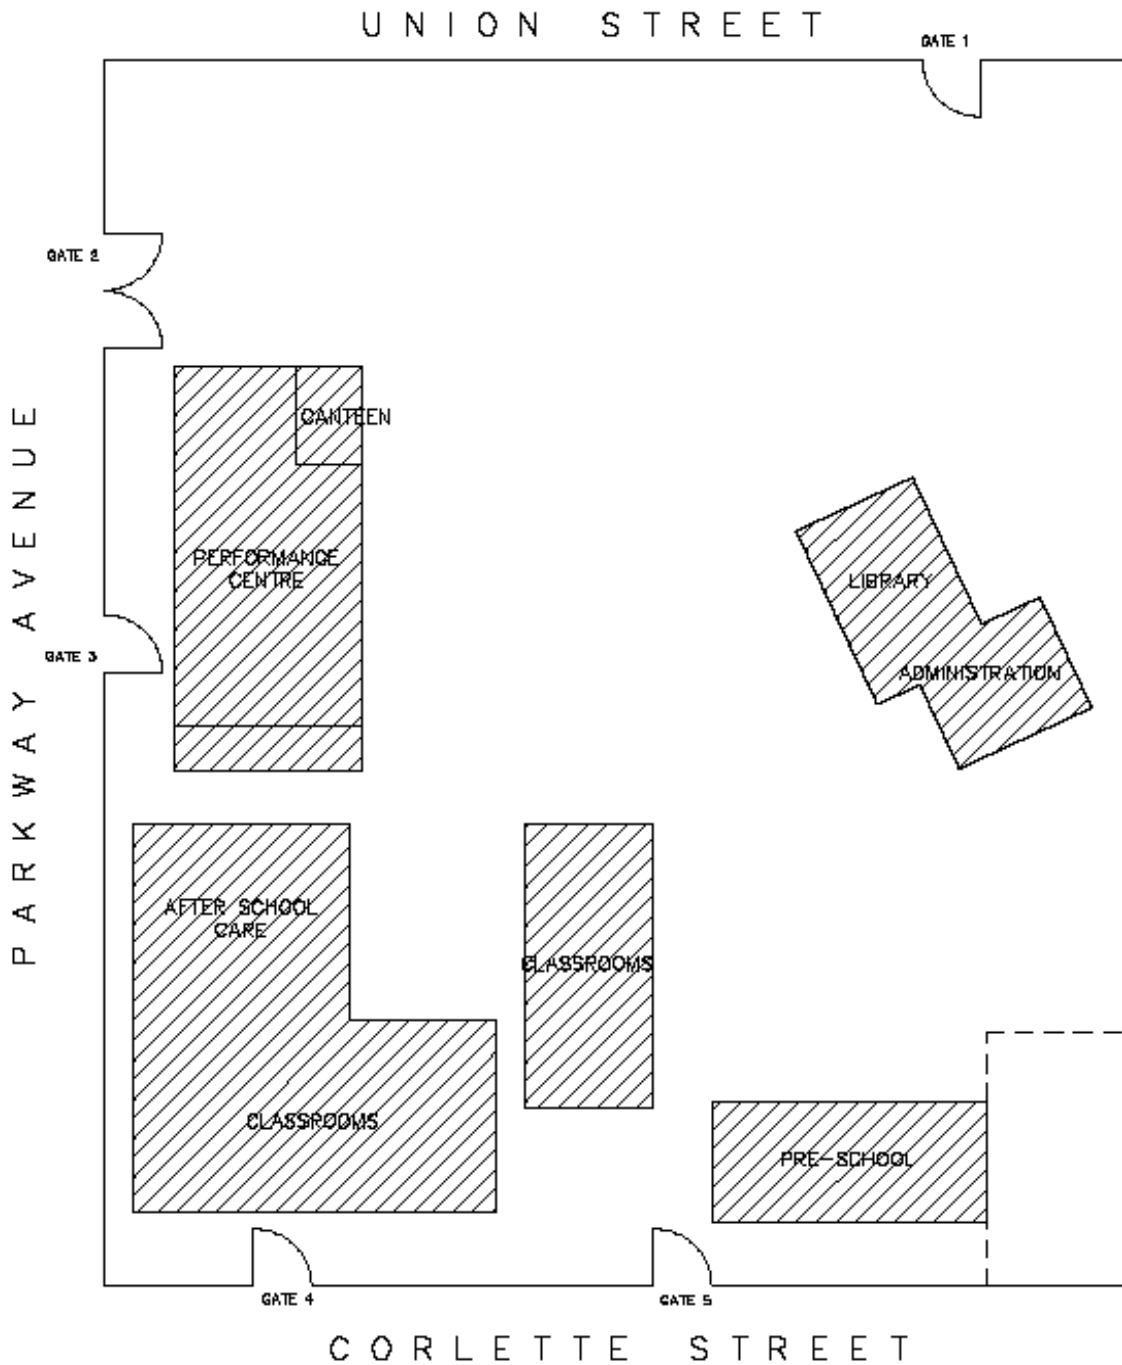 UNION STREET
GATE 1
GATE 2
CANTEEN
PARKWAY AVENUE
PERFORMANCE
CENTRE
LIBRARY
GATE 3
ADMINISTRATION
AFTER SCHOOL
CARE
CLASSROOMS
CLASSROOMS
PRE-SCHOOL
GATE 4
GATE 5
CORLETTE STREET